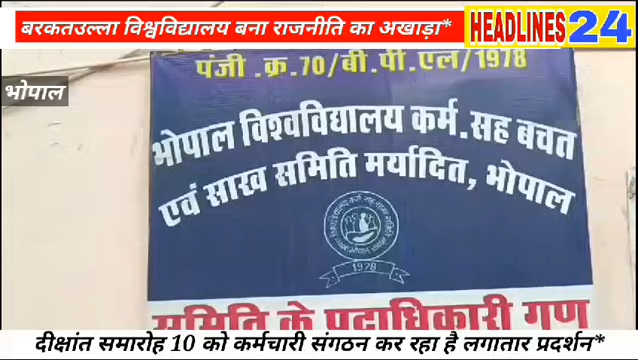 बरकतउल्ला विश्वविद्यालय बना राजनीति का अखाड़ा*
HEADLINES 24
भोपाल
पंजी .क्र.70/बी.पी.एल/1978
भोपाल विश्वविद्यालय कर्म.सह बचत
एवं साख समिति मर्यादित, भोपाल
1978
समिति के पदाधिकारी गण
दीक्षांत समारोह 10 को कर्मचारी संगठन कर रहा है लगातार प्रदर्शन*